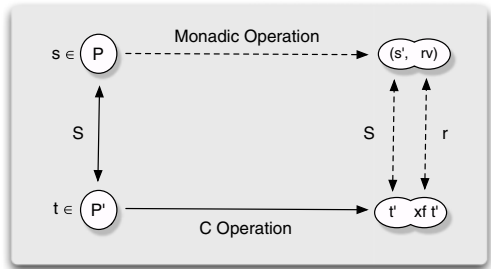 Monadic Operation
s ∈ P (s', rv)
S S r
t ∈ P' t' xf t'
C Operation